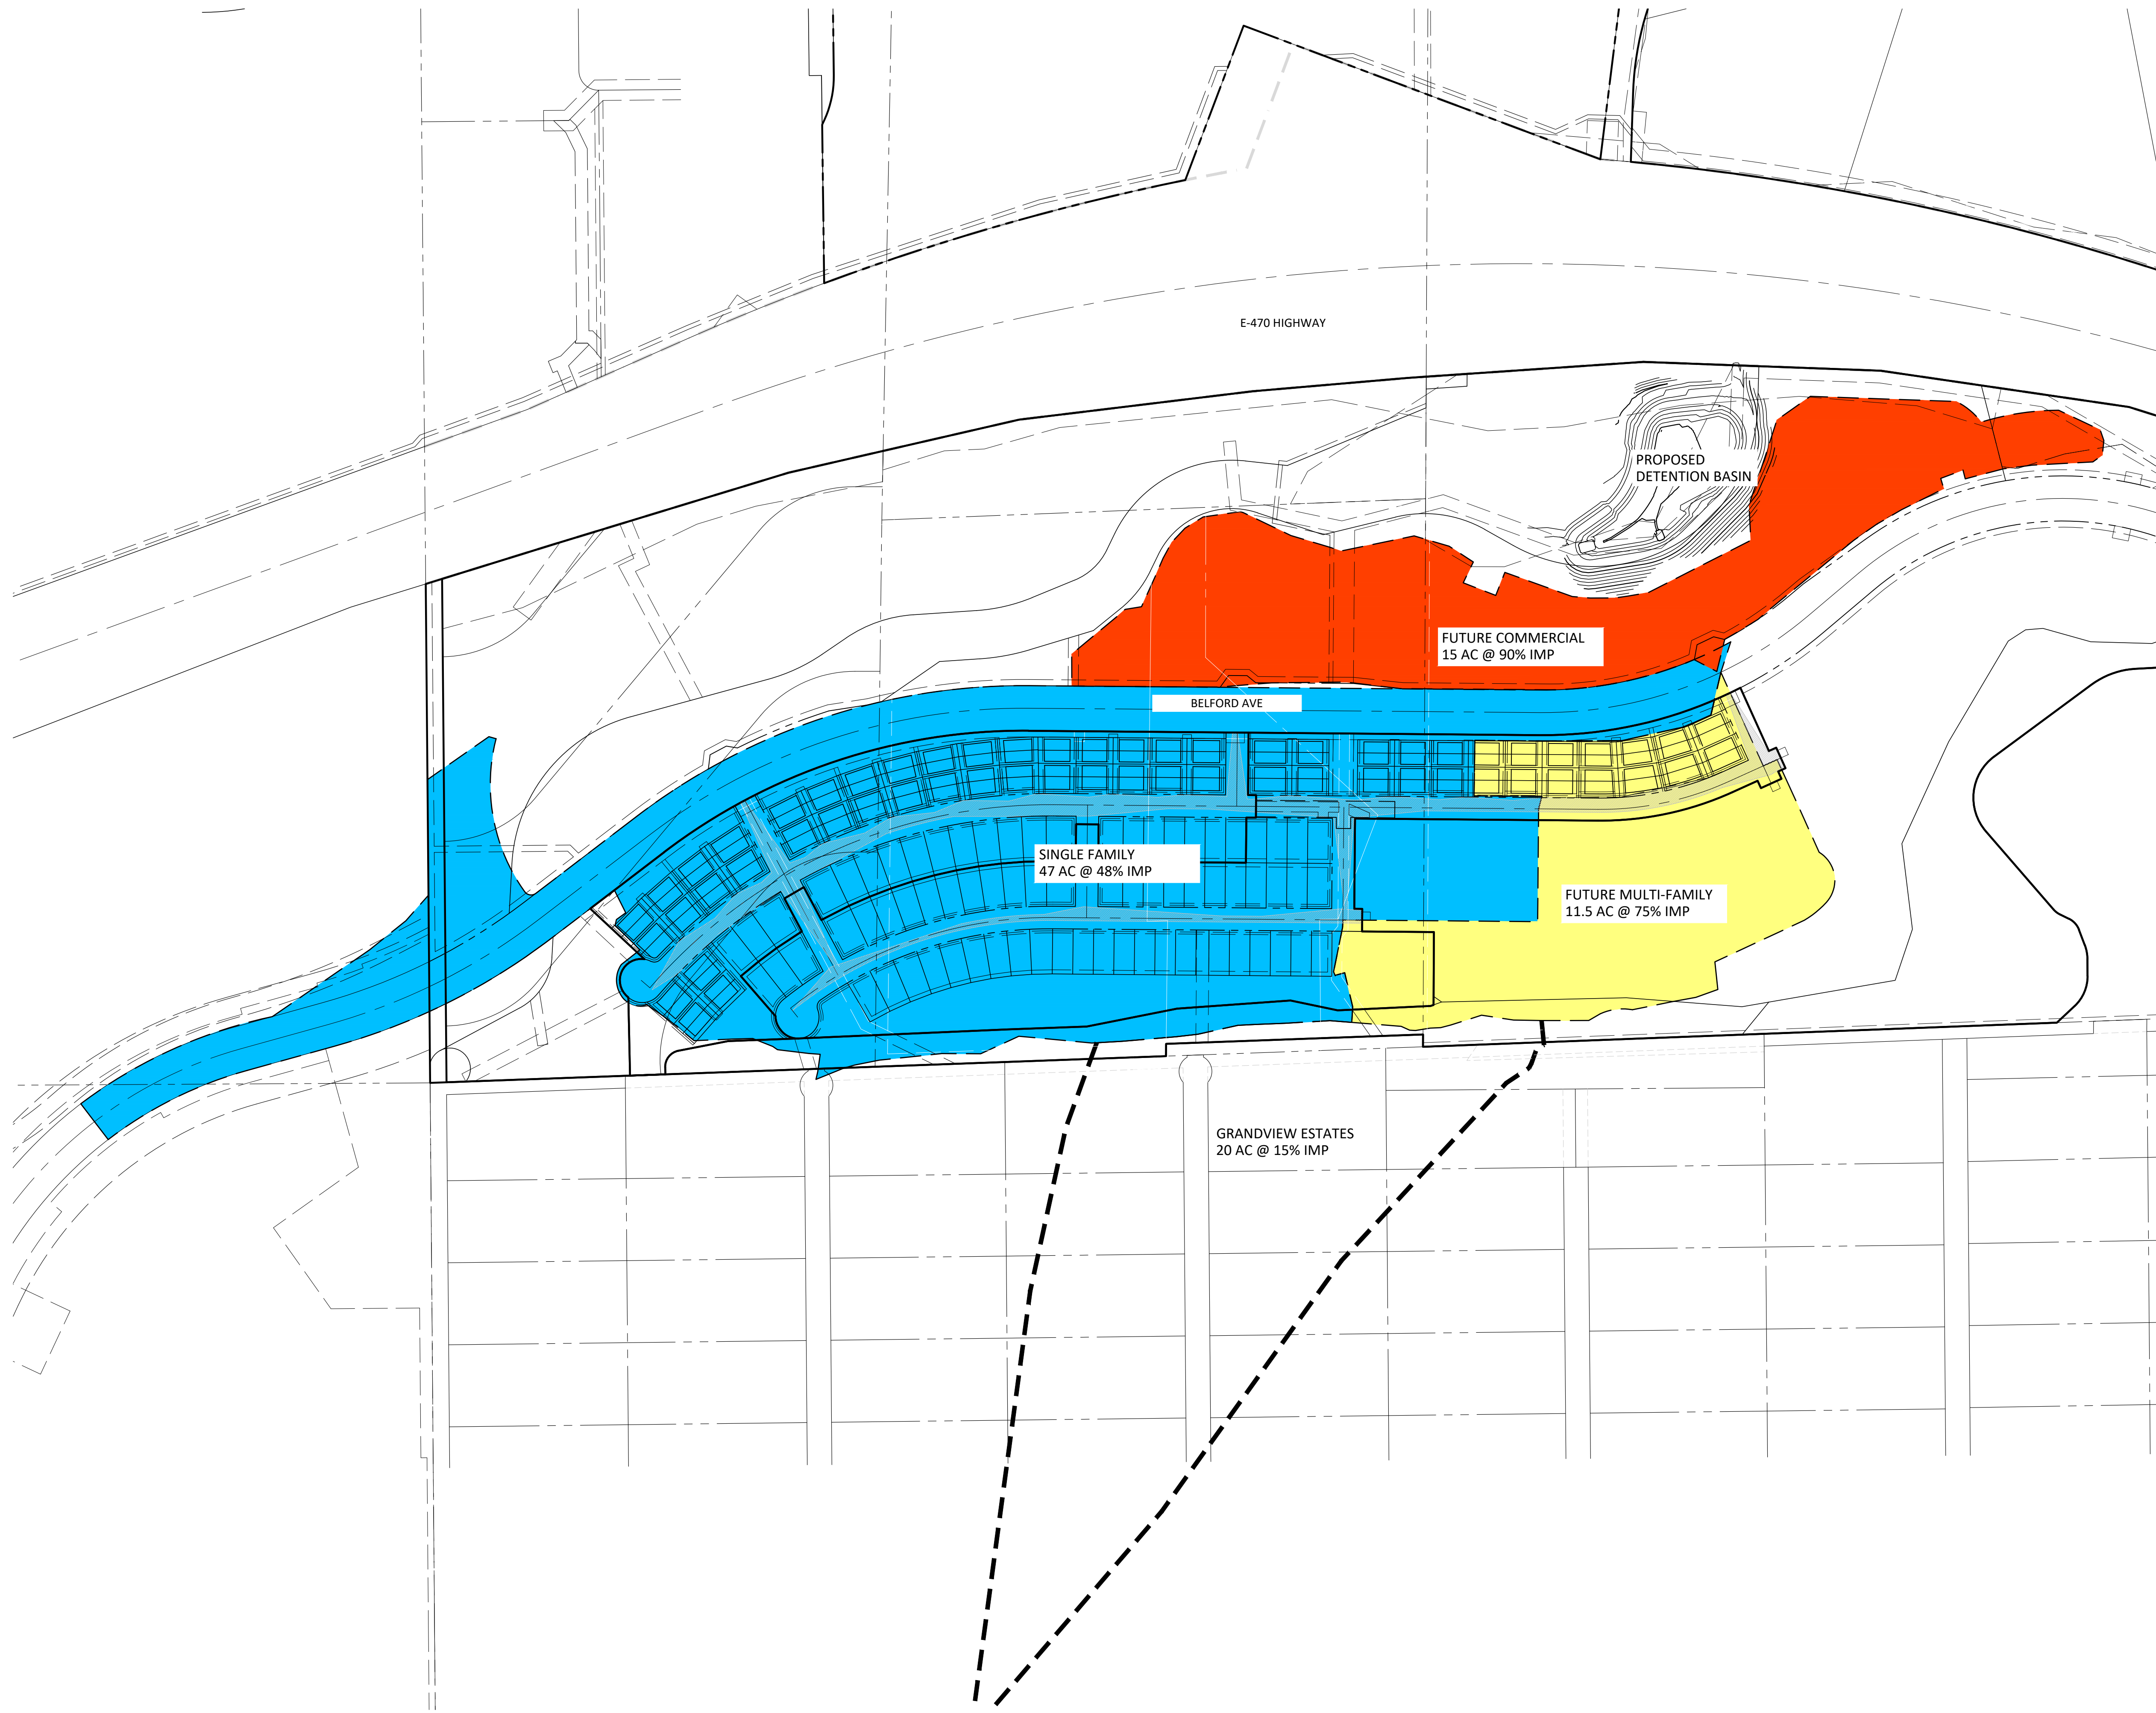 E-470 HIGHWAY
PROPOSED
DETENTION BASIN
FUTURE COMMERCIAL
15 AC @ 90% IMP
BELFORD AVE
SINGLE FAMILY
47 AC @ 48% IMP
FUTURE MULTI-FAMILY
11.5 AC @ 75% IMP
GRANDVIEW ESTATES
20 AC @ 15% IMP